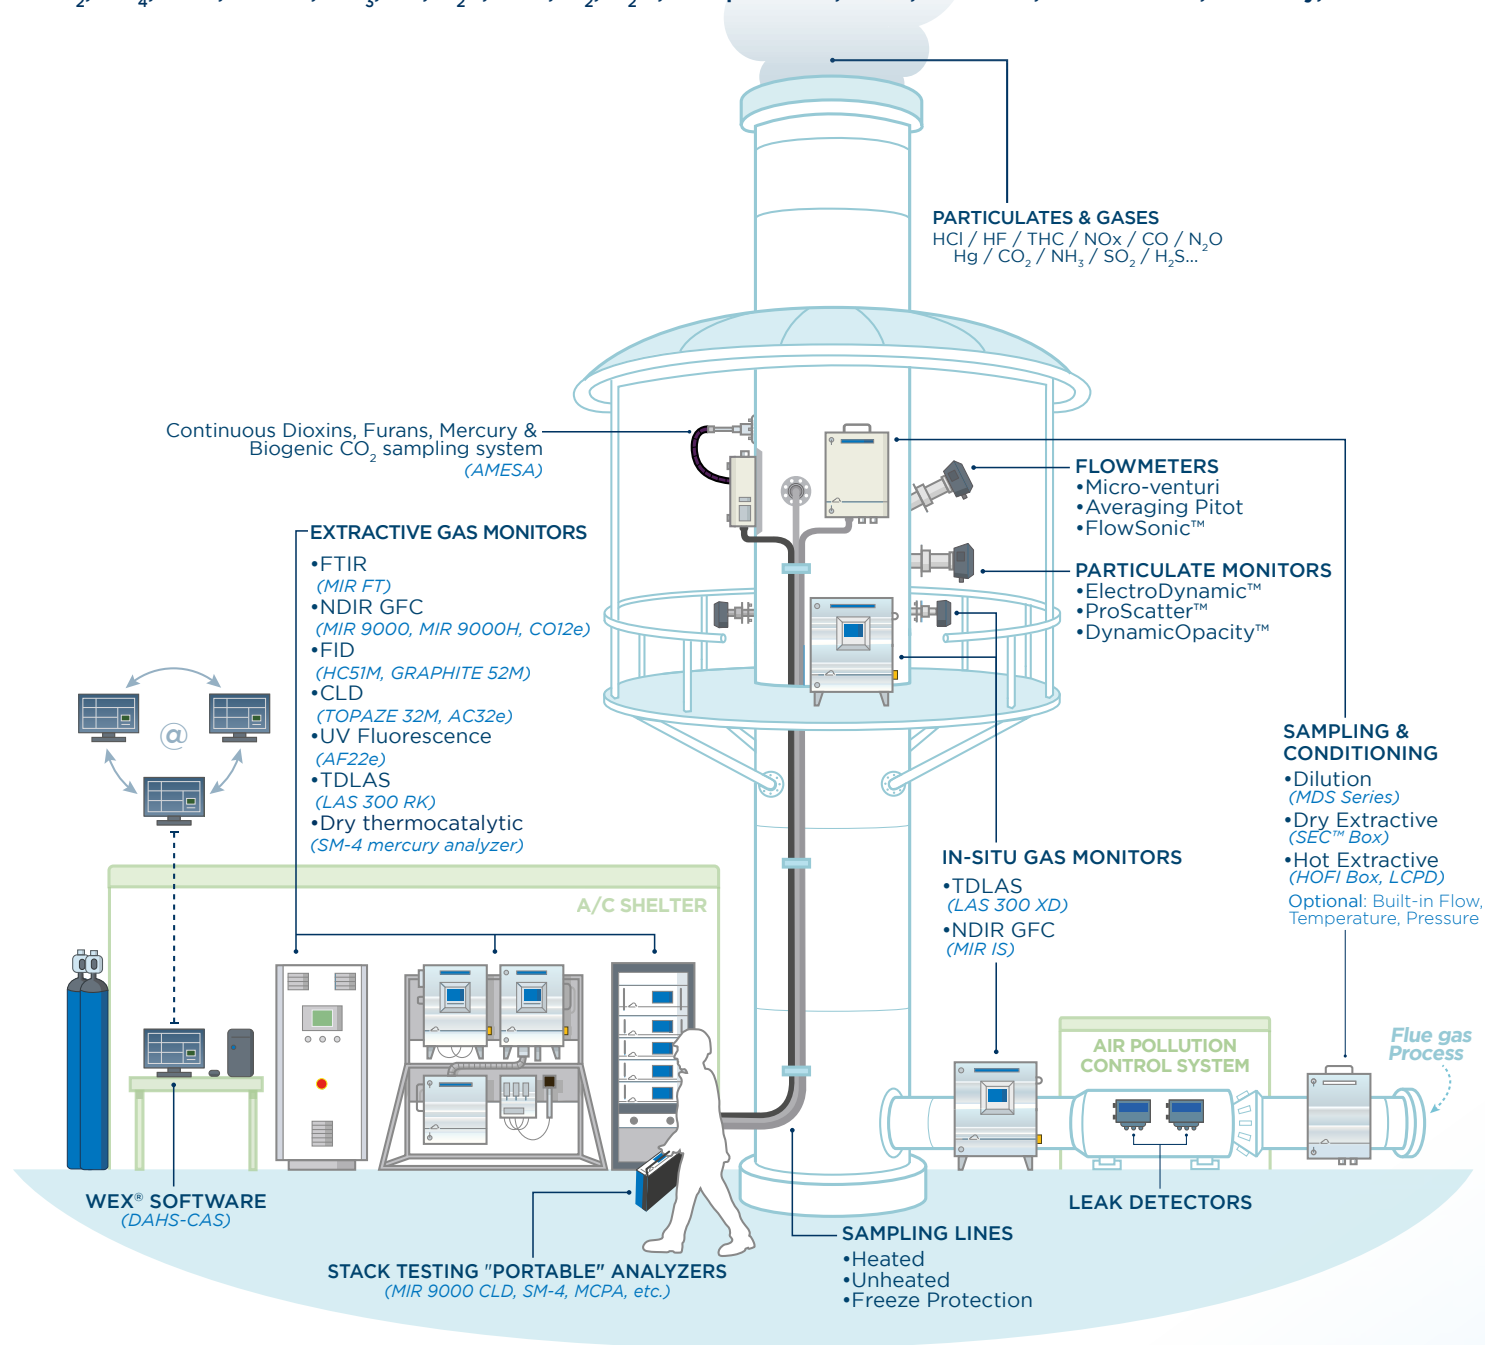 PARTICULATES & GASES
HCl / HF / THC / NOx / CO / N₂O
Hg / CO₂ / NH₃ / SO₂ / H₂S...
Continuous Dioxins, Furans, Mercury &
Biogenic CO₂ sampling system
(AMESA)
FLOWMETERS
•Micro-venturi
•Averaging Pitot
•FlowSonic™
PARTICULATE MONITORS
•ElectroDynamic™
•ProScatter™
•DynamicOpacity™
EXTRACTIVE GAS MONITORS
•FTIR
(MIR FT)
•NDIR GFC
(MIR 9000, MIR 9000H, CO12e)
•FID
(HC51M, GRAPHITE 52M)
•CLD
(TOPAZE 32M, AC32e)
•UV Fluorescence
(AF22e)
•TDLAS
(LAS 300 RK)
•Dry thermocatalytic
(SM-4 mercury analyzer)
@
SAMPLING &
CONDITIONING
•Dilution
(MDS Series)
•Dry Extractive
(SEC™ Box)
•Hot Extractive
(HOFI Box, LCPD)
Optional: Built-in Flow,
Temperature, Pressure
IN-SITU GAS MONITORS
•TDLAS
(LAS 300 XD)
•NDIR GFC
(MIR IS)
A/C SHELTER
AIR POLLUTION
CONTROL SYSTEM
Flue gas
Process
WEX® SOFTWARE
(DAHS-CAS)
LEAK DETECTORS
STACK TESTING "PORTABLE" ANALYZERS
(MIR 9000 CLD, SM-4, MCPA, etc.)
SAMPLING LINES
•Heated
•Unheated
•Freeze Protection